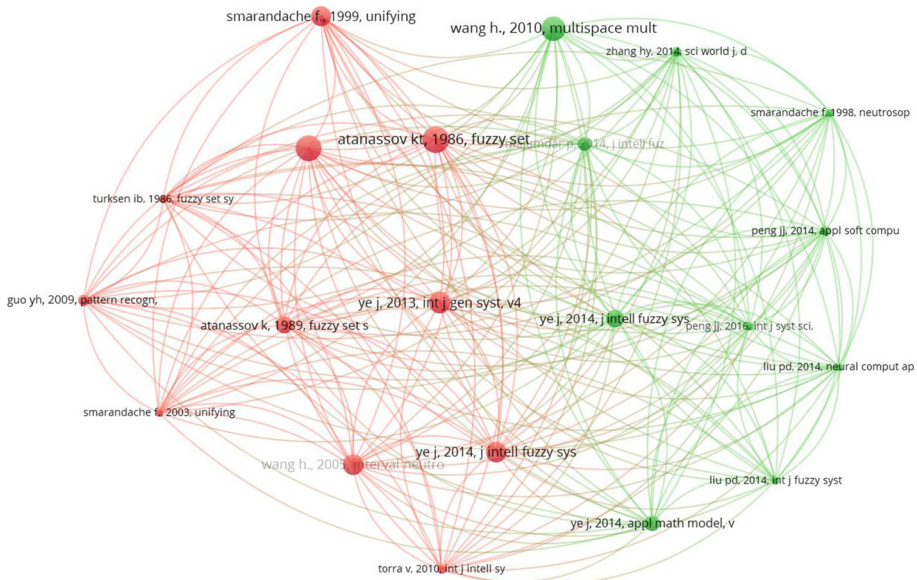 smarandache f., 1999, unifying
wang h., 2010, multispace mult
zhang hy, 2014, sci world j, d
smarandache f, 1998, neutrosop
atanassov kt, 1986, fuzzy set
p, 2014, j intell fuz
turksen ib, 1986, fuzzy set sy
peng jj, 2014, appl soft compu
guo yh, 2009, pattern recogn,
ye j, 2013, int j gen syst, v4
atanassov k, 1989, fuzzy set s
ye j, 2014, j intell fuzzy sys
peng jj, 2016, int j syst sci,
liu pd, 2014, neural comput ap
smarandache f., 2003, unifying
wang h., 2005, interval neutro
ye j, 2014, j intell fuzzy sys
liu pd, 2014, int j fuzzy syst
ye j, 2014, appl math model, v
torra v, 2010, int j intell sy